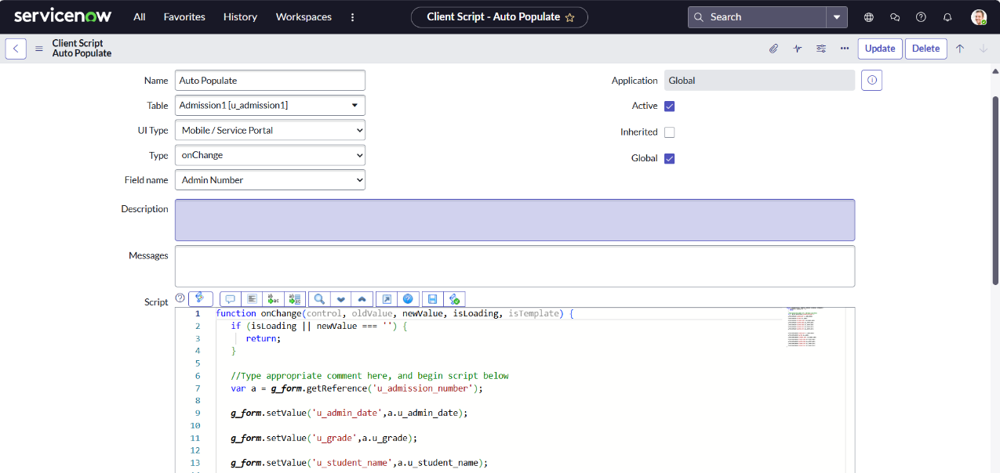 servicenow All Favorites History Workspaces Client Script - Auto Populate Search
Client Script
Auto Populate
Update Delete
Name Auto Populate Application Global
Table Admission1 [u_admission1] Active
UI Type Mobile / Service Portal Inherited
Type onChange Global
Field name Admin Number
Description
Messages
Script
1 function onChange(control, oldValue, newValue, isLoading, isTemplate) {
2 if (isLoading || newValue === '') {
3 return;
4 }
5
6 //Type appropriate comment here, and begin script below
7 var a = g_form.getReference('u_admission_number');
8
9 g_form.setValue('u_admin_date',a.u_admin_date);
10
11 g_form.setValue('u_grade',a.u_grade);
12
13 g_form.setValue('u_student_name',a.u_student_name);